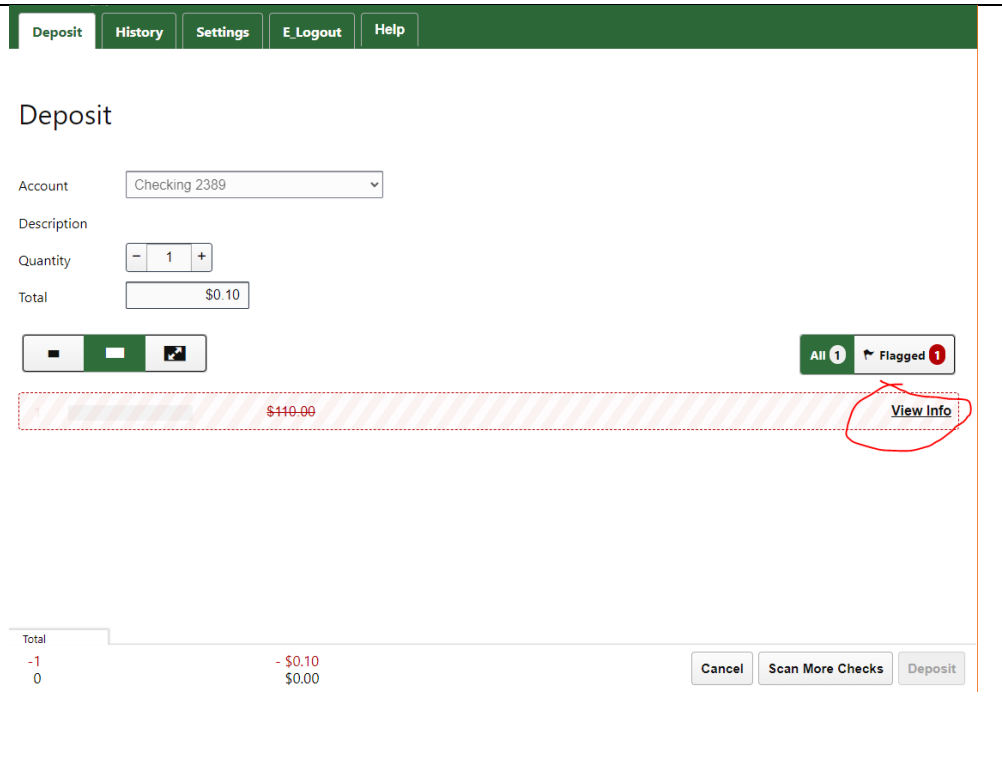 Deposit History Settings E_Logout Help
Deposit
Account Checking 2389
Description
Quantity - 1 +
Total $0.10
All 1 Flagged 1
$110.00 View Info
Total
-1 - $0.10
0 $0.00
Cancel Scan More Checks Deposit